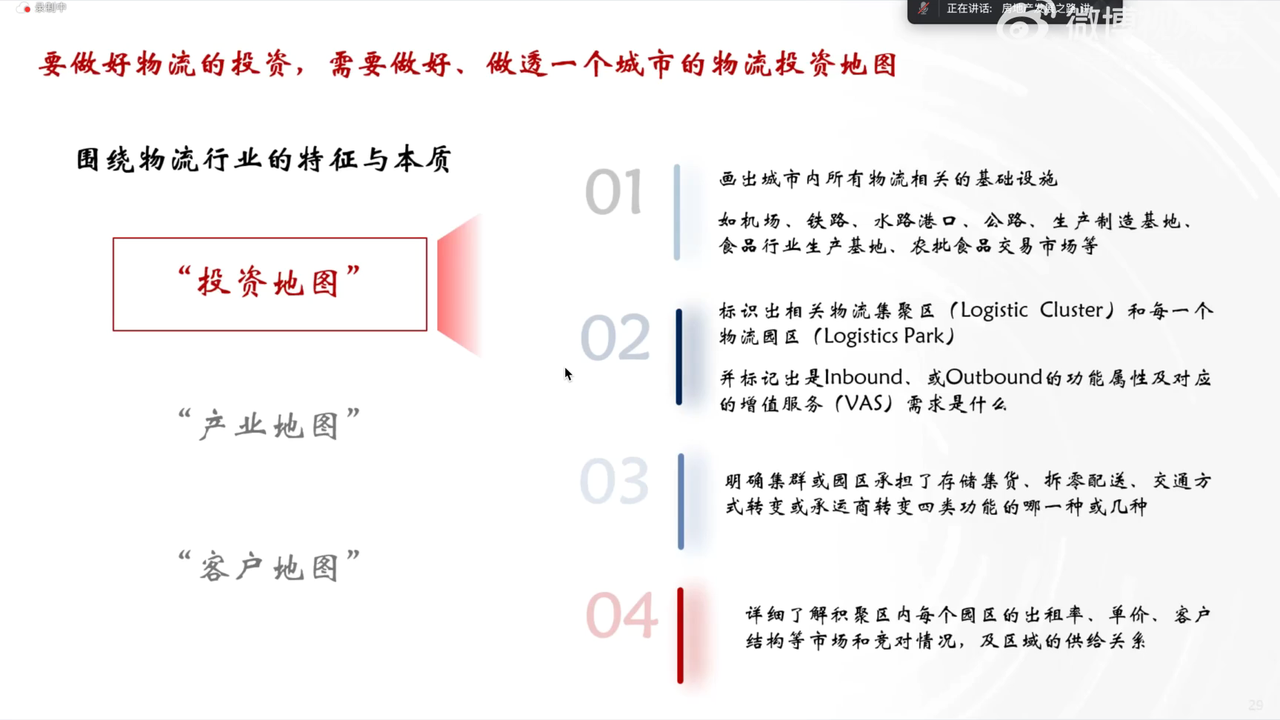 录制中
正在讲话: 房地产发展之路 讲
微博
要做好物流的投资，需要做好、做透一个城市的物流投资地图
围绕物流行业的特征与本质
“投资地图”
“产业地图”
“客户地图”
01
画出城市内所有物流相关的基础设施
如机场、铁路、水路港口、公路、生产制造基地、
食品行业生产基地、农批食品交易市场等
02
标识出相关物流集聚区（Logistic Cluster）和每一个
物流园区（Logistics Park）
并标记出是Inbound、或Outbound的功能属性及对应
的增值服务（VAS）需求是什么
03
明确集群或园区承担了存储集货、拆零配送、交通方
式转变或承运商转变四类功能的哪一种或几种
04
详细了解积聚区内每个园区的出租率、单价、客户
结构等市场和竞对情况，及区域的供给关系
29